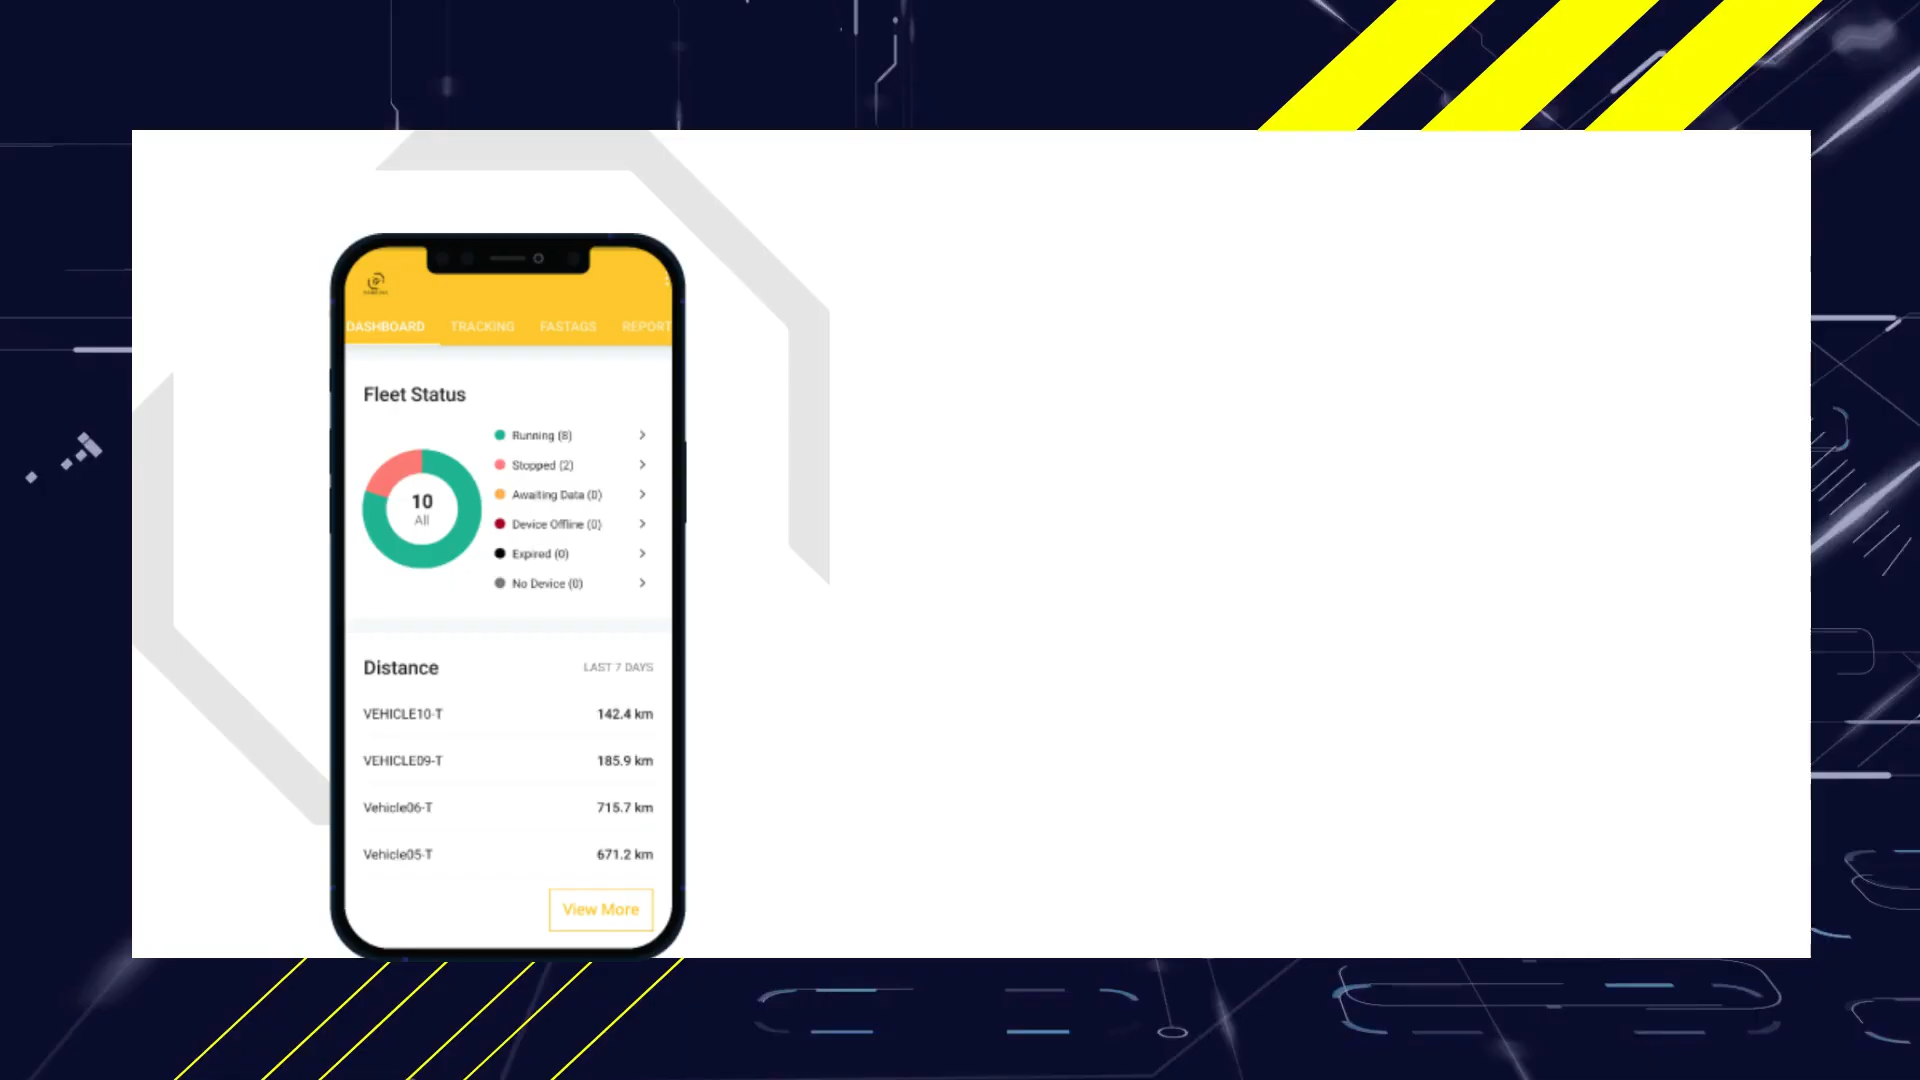 DASHBOARD TRACKING FASTAGS REPORT
Fleet Status
Running (8)
Stopped (2)
Awaiting Data (0)
Device Offline (0)
Expired (0)
No Device (0)
10
All
Distance LAST 7 DAYS
VEHICLE10-T 142.4 km
VEHICLE09-T 185.9 km
Vehicle06-T 715.7 km
Vehicle05-T 671.2 km
View More